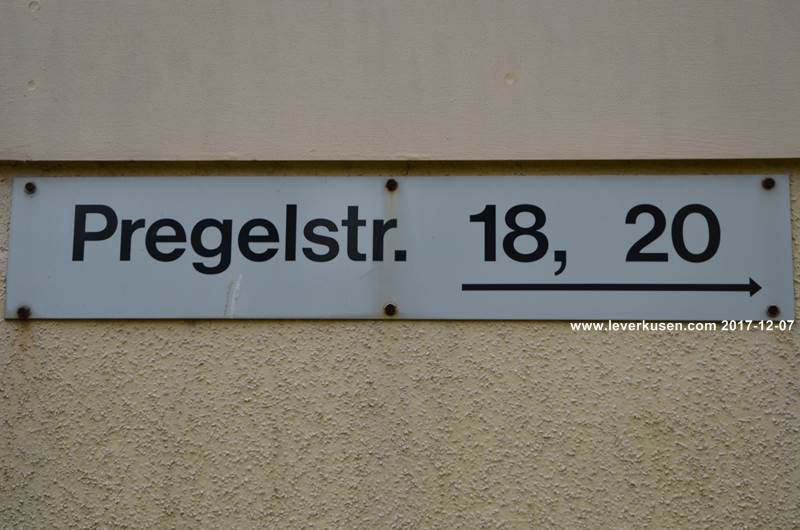 Pregelstr. 18, 20
www.leverkusen.com 2017-12-07